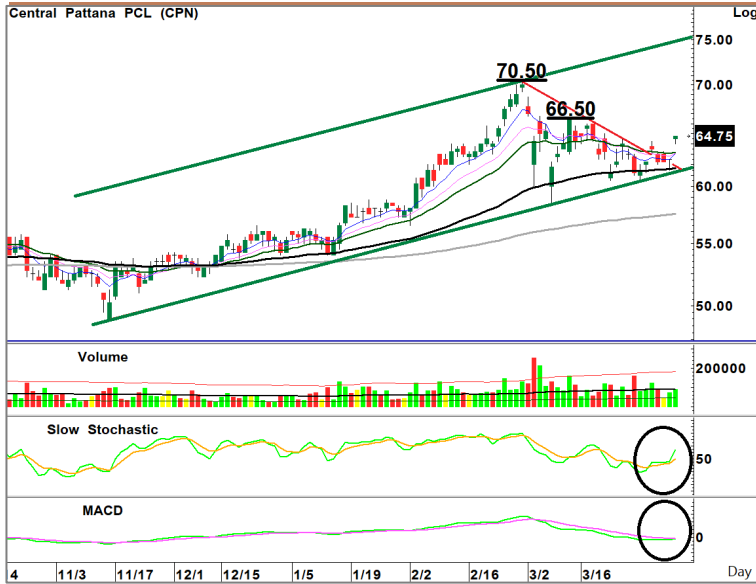 Central Pattana PCL (CPN) Log
75.00
70.50
70.00
66.50
64.75
60.00
55.00
50.00
Volume
200000
Slow Stochastic
50
MACD
0
4 11/3 11/17 12/1 12/15 1/5 1/19 2/2 2/16 3/2 3/16 Day